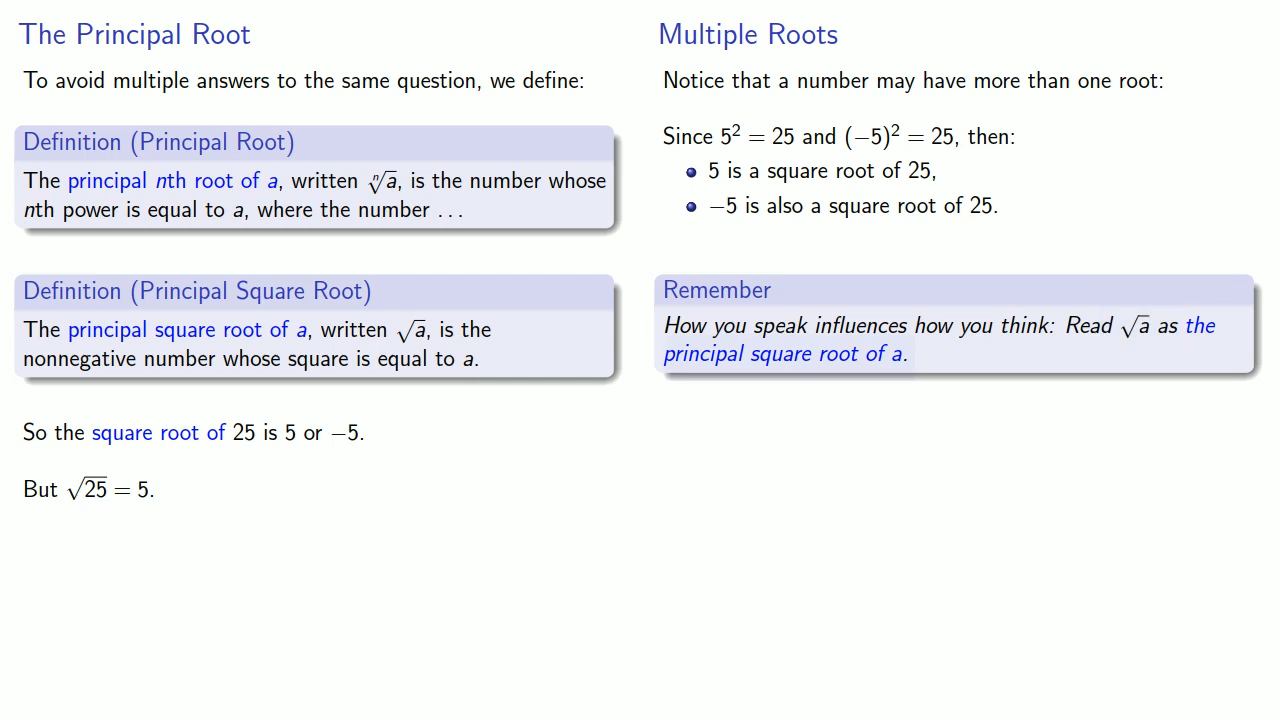 The Principal Root
To avoid multiple answers to the same question, we define:
Definition (Principal Root)
The principal nth root of a, written ⁿ√a, is the number whose
nth power is equal to a, where the number . . .
Definition (Principal Square Root)
The principal square root of a, written √a, is the
nonnegative number whose square is equal to a.
So the square root of 25 is 5 or −5.
But √25 = 5.
Multiple Roots
Notice that a number may have more than one root:
Since 5² = 25 and (−5)² = 25, then:
5 is a square root of 25,
−5 is also a square root of 25.
Remember
How you speak influences how you think: Read √a as the
principal square root of a.